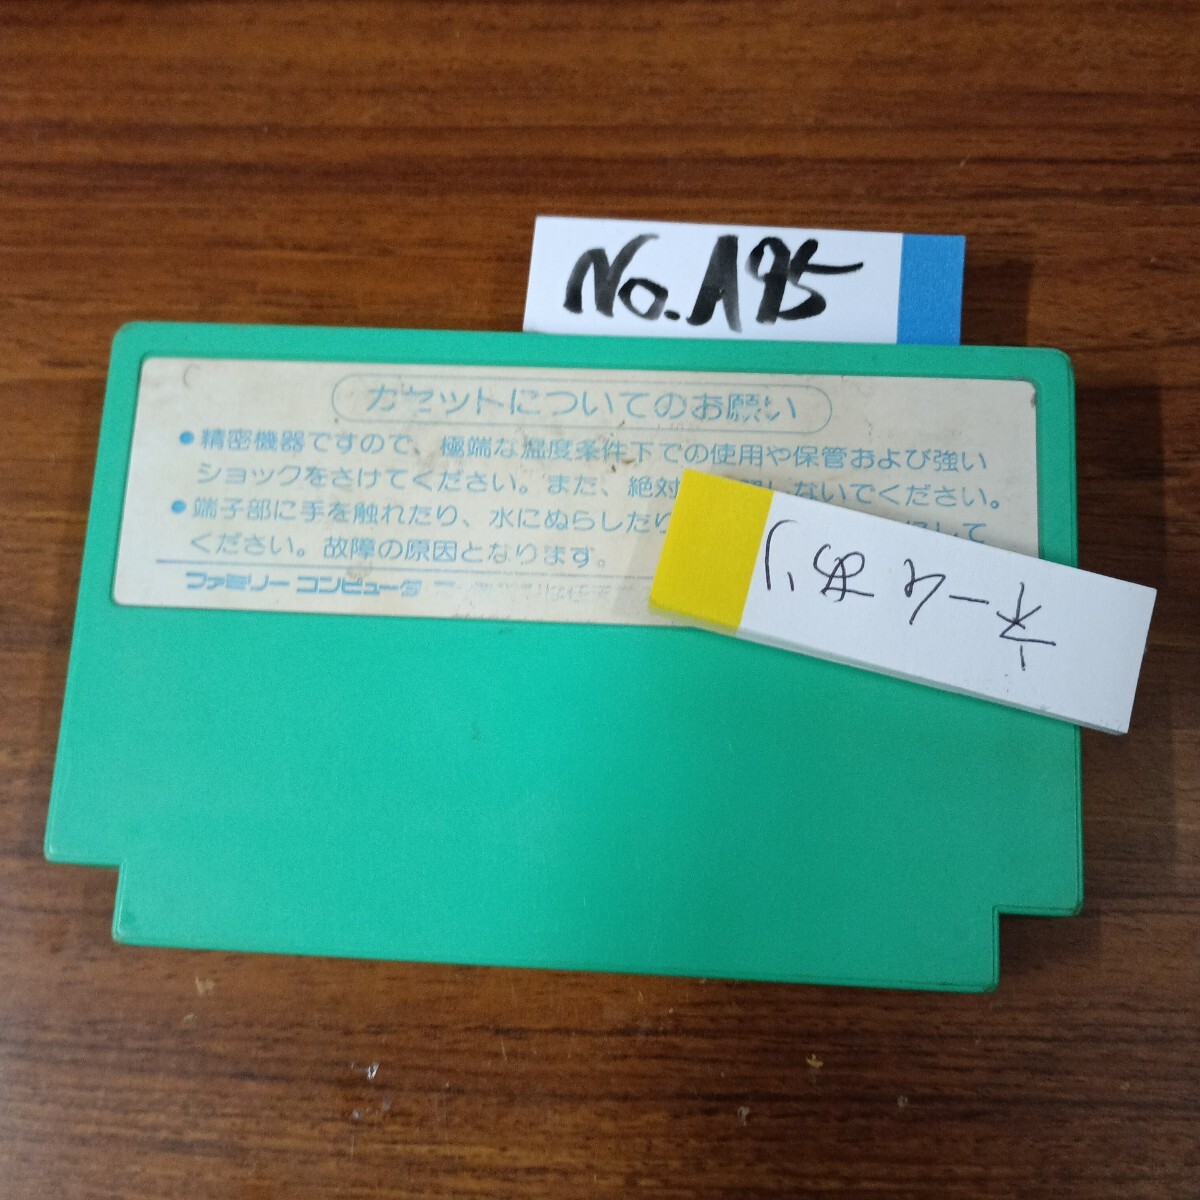 No.A95
カセットについてのお願い
● 精密機器ですので、極端な温度条件下での使用や保管および強い
ショックをさけてください。また、絶対 しないでください。
● 端子部に手を触れたり、水にぬらしたり して
ください。故障の原因となります。
ファミリーコンピュータ
ネームあり